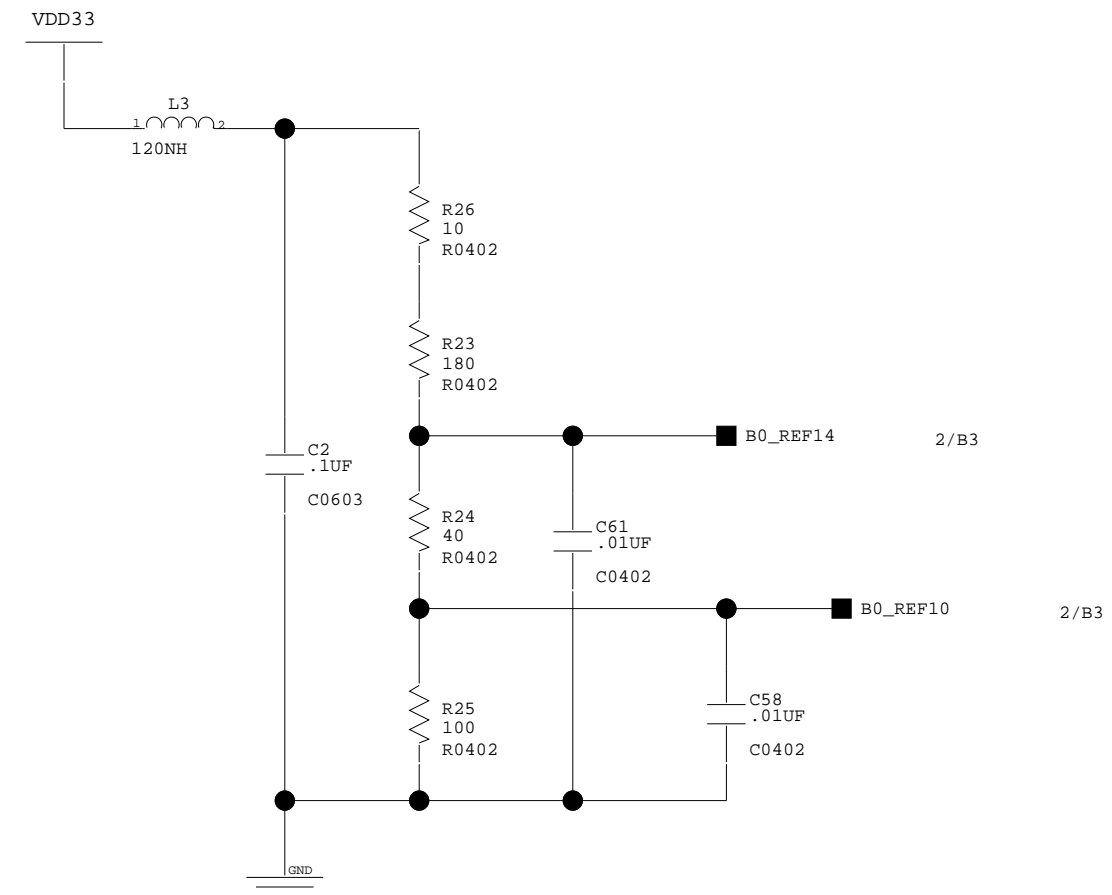 VDD33
L3
1 2
120NH
R26
10
R0402
R23
180
R0402
B0_REF14 2/B3
C2
.1UF
C0603
R24
40
R0402
C61
.01UF
C0402
B0_REF10 2/B3
R25
100
R0402
C58
.01UF
C0402
GND